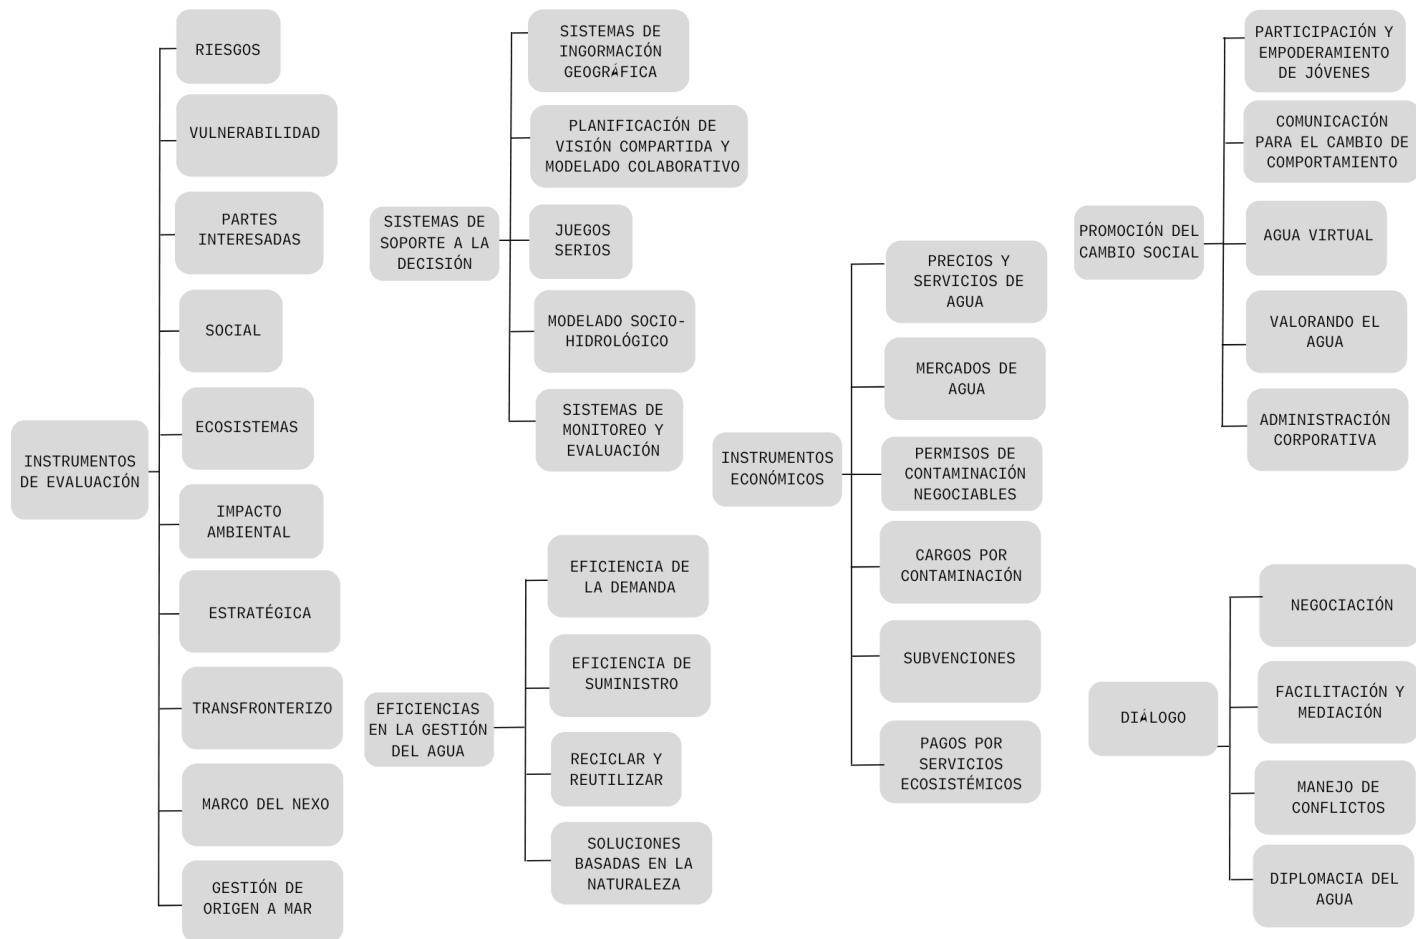 INSTRUMENTOS
DE EVALUACIÓN
RIESGOS
VULNERABILIDAD
PARTES
INTERESADAS
SOCIAL
ECOSISTEMAS
IMPACTO
AMBIENTAL
ESTRATÉGICA
TRANSFRONTERIZO
MARCO DEL NEXO
GESTIÓN DE
ORIGEN A MAR
SISTEMAS DE
SOPORTE A LA
DECISIÓN
SISTEMAS DE
INGORMACIÓN
GEOGRÁFICA
PLANIFICACIÓN DE
VISIÓN COMPARTIDA Y
MODELADO COLABORATIVO
JUEGOS
SERIOS
MODELADO SOCIO-
HIDROLÓGICO
SISTEMAS DE
MONITOREO Y
EVALUACIÓN
EFICIENCIAS
EN LA GESTIÓN
DEL AGUA
EFICIENCIA DE
LA DEMANDA
EFICIENCIA DE
SUMINISTRO
RECICLAR Y
REUTILIZAR
SOLUCIONES
BASADAS EN LA
NATURALEZA
INSTRUMENTOS
ECONÓMICOS
PRECIOS Y
SERVICIOS DE
AGUA
MERCADOS DE
AGUA
PERMISOS DE
CONTAMINACIÓN
NEGOCIABLES
CARGOS POR
CONTAMINACIÓN
SUBVENCIONES
PAGOS POR
SERVICIOS
ECOSISTÉMICOS
PROMOCIÓN DEL
CAMBIO SOCIAL
PARTICIPACIÓN Y
EMPODERAMIENTO
DE JÓVENES
COMUNICACIÓN
PARA EL CAMBIO DE
COMPORTAMIENTO
AGUA VIRTUAL
VALORANDO EL
AGUA
ADMINISTRACIÓN
CORPORATIVA
DIÁLOGO
NEGOCIACIÓN
FACILITACIÓN Y
MEDIACIÓN
MANEJO DE
CONFLICTOS
DIPLOMACIA DEL
AGUA